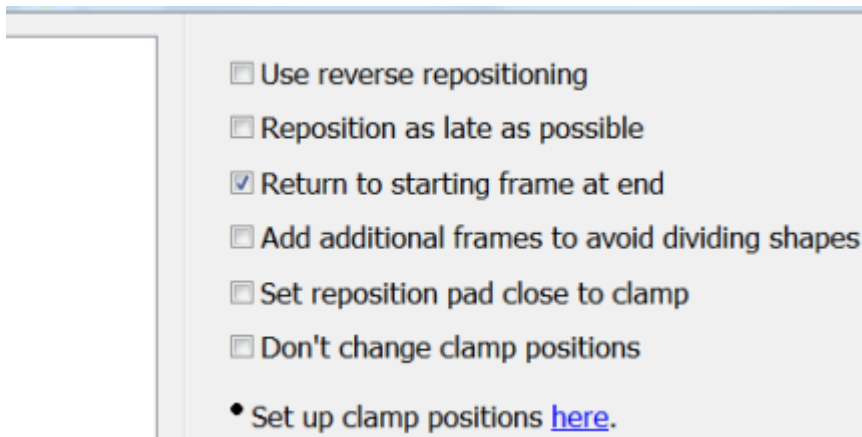 Use reverse repositioning
Reposition as late as possible
Return to starting frame at end
Add additional frames to avoid dividing shapes
Set reposition pad close to clamp
Don't change clamp positions
• Set up clamp positions here.